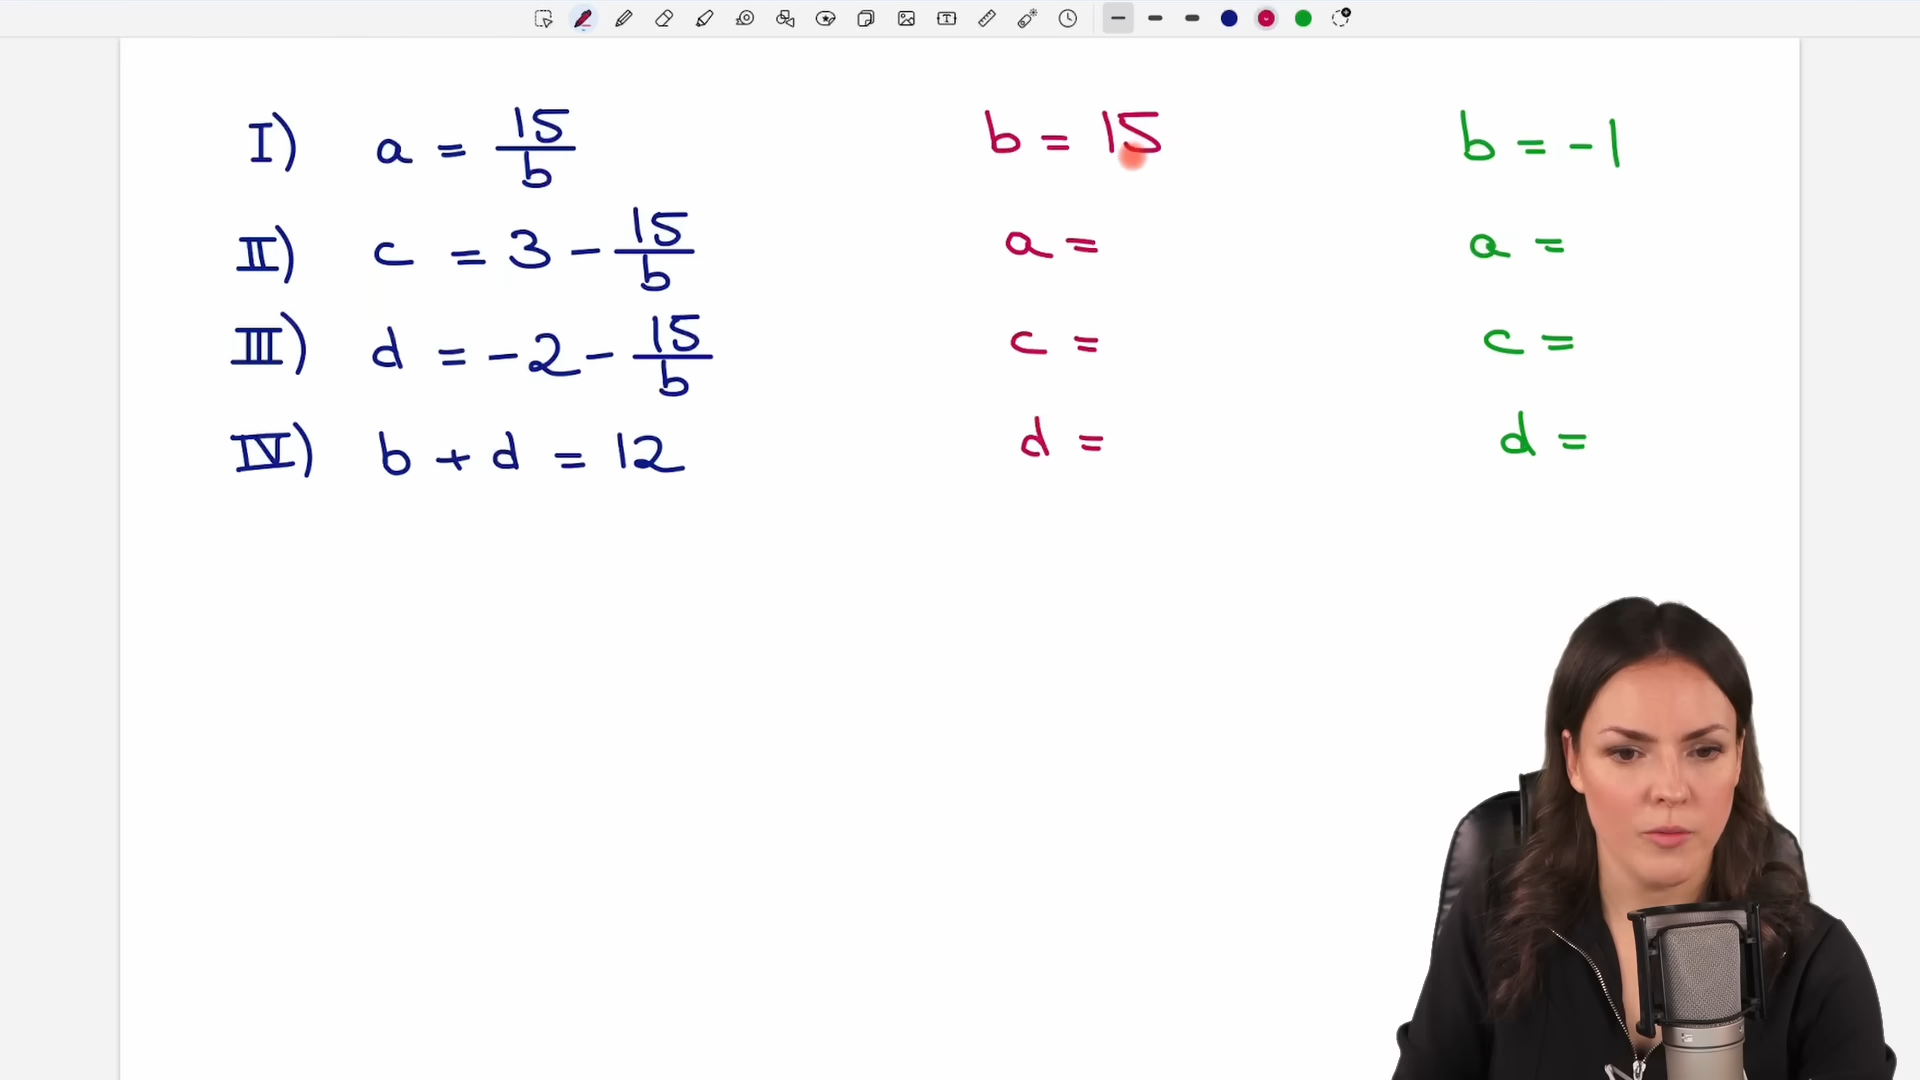 I) a = 15/b
II) c = 3 - 15/b
III) d = -2 - 15/b
IV) b + d = 12
b = 15
a =
c =
d =
b = -1
a =
c =
d =